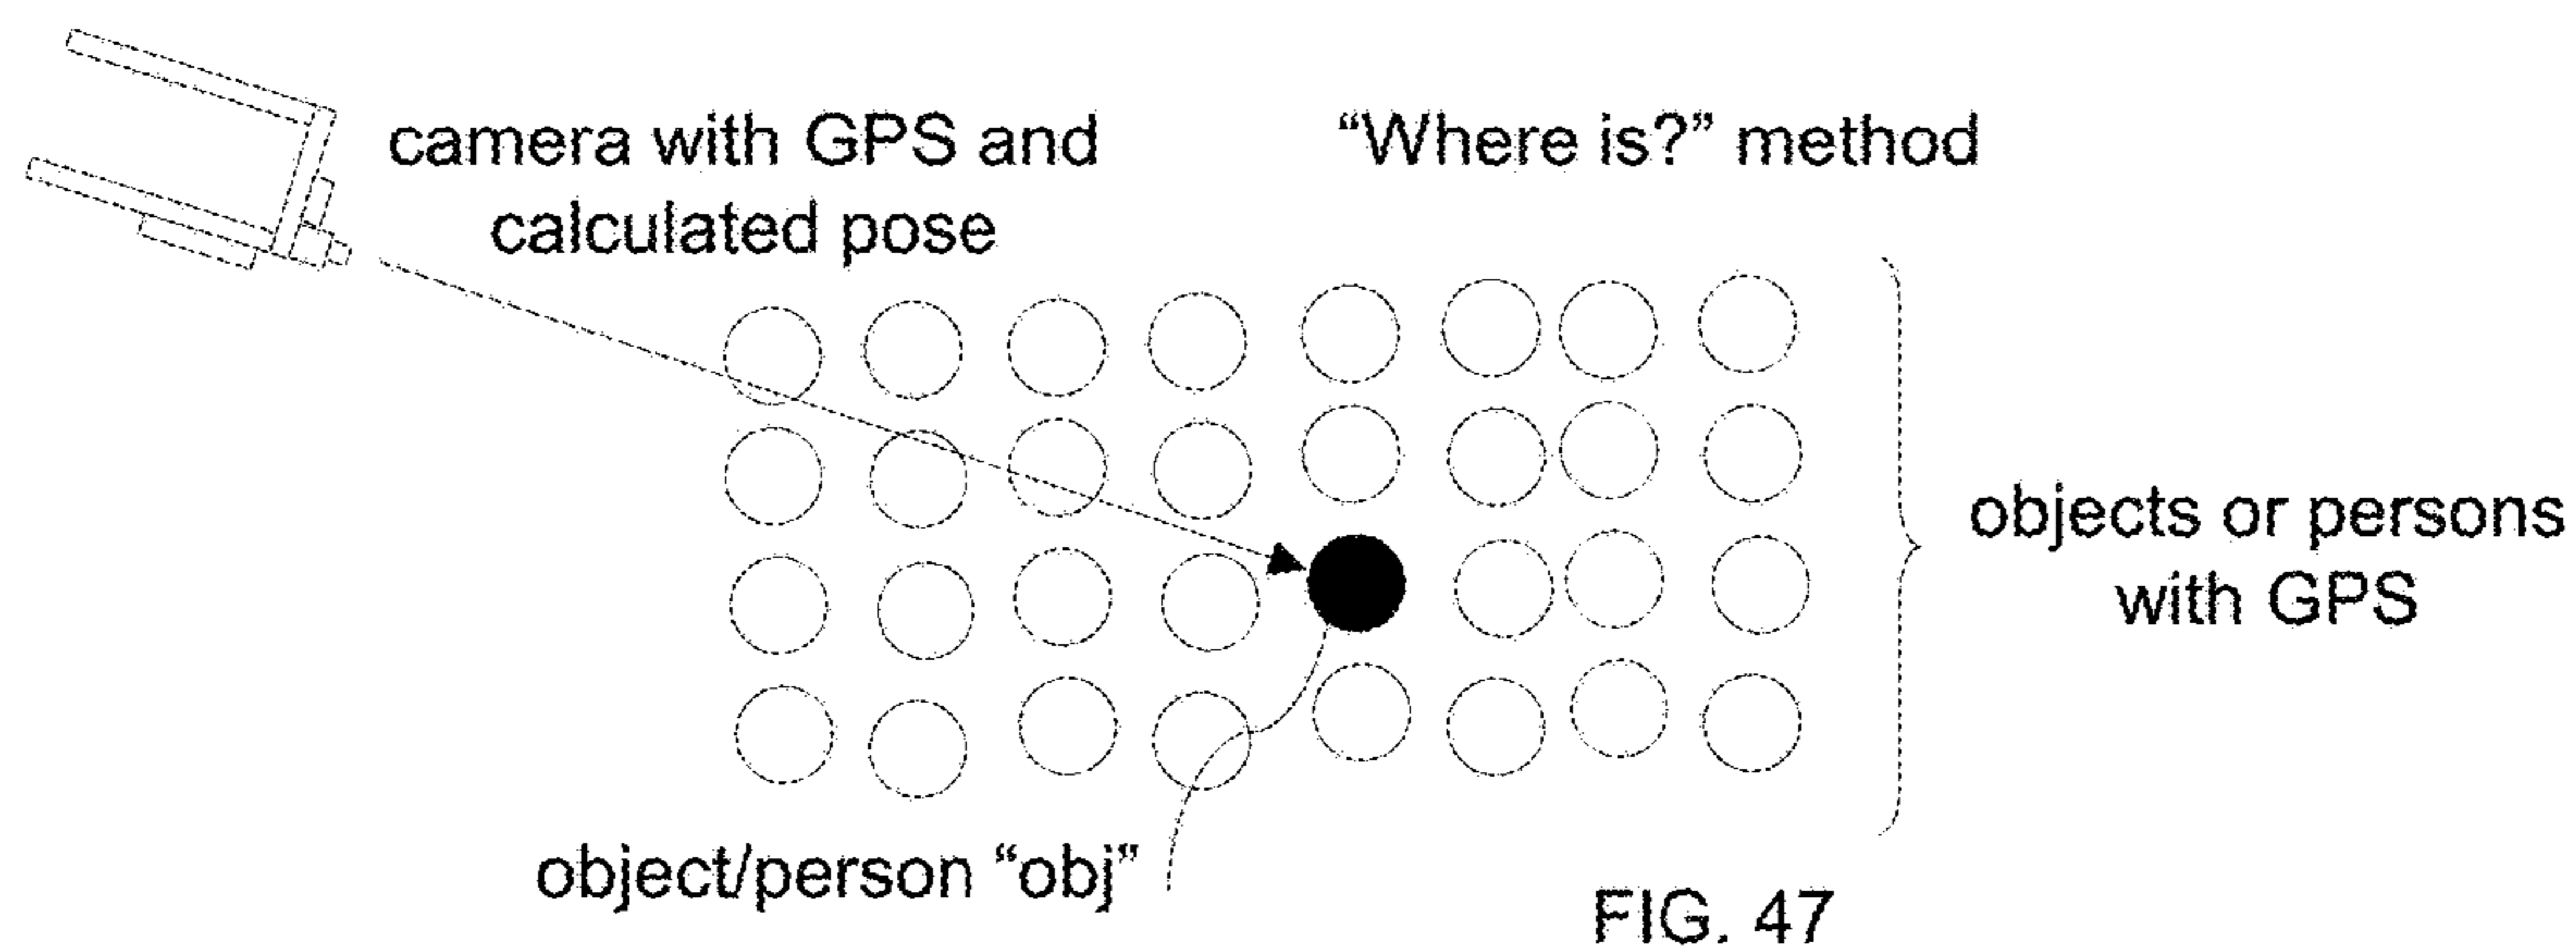 camera with GPS and
calculated pose
“Where is?” method
objects or persons
with GPS
object/person “obj”
FIG. 47